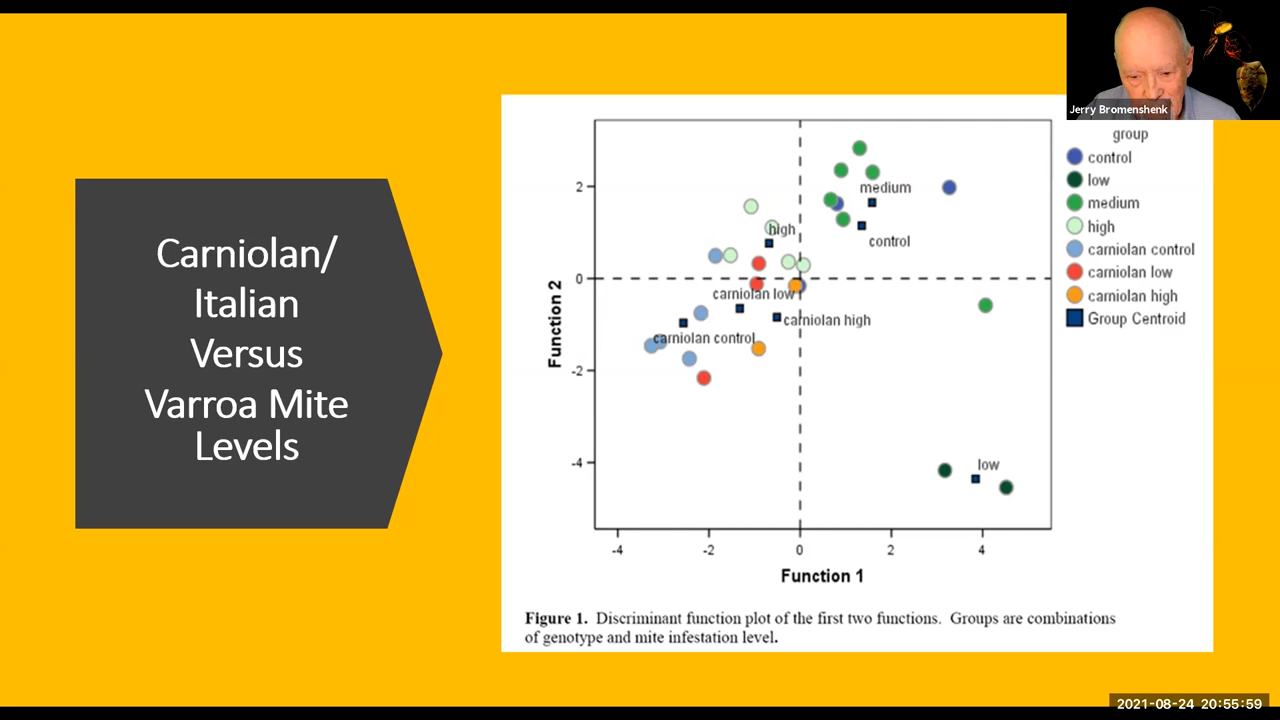 Jerry Bromenshenk
Carniolan/
Italian
Versus
Varroa Mite
Levels
group
control
low
medium
high
carniolan control
carniolan low
carniolan high
Group Centroid
medium
control
high
carniolan low
carniolan high
carniolan control
low
Function 2
2
0
-2
-4
-4
-2
0
2
4
Function 1
Figure 1. Discriminant function plot of the first two functions. Groups are combinations
of genotype and mite infestation level.
2021-08-24 20:55:59